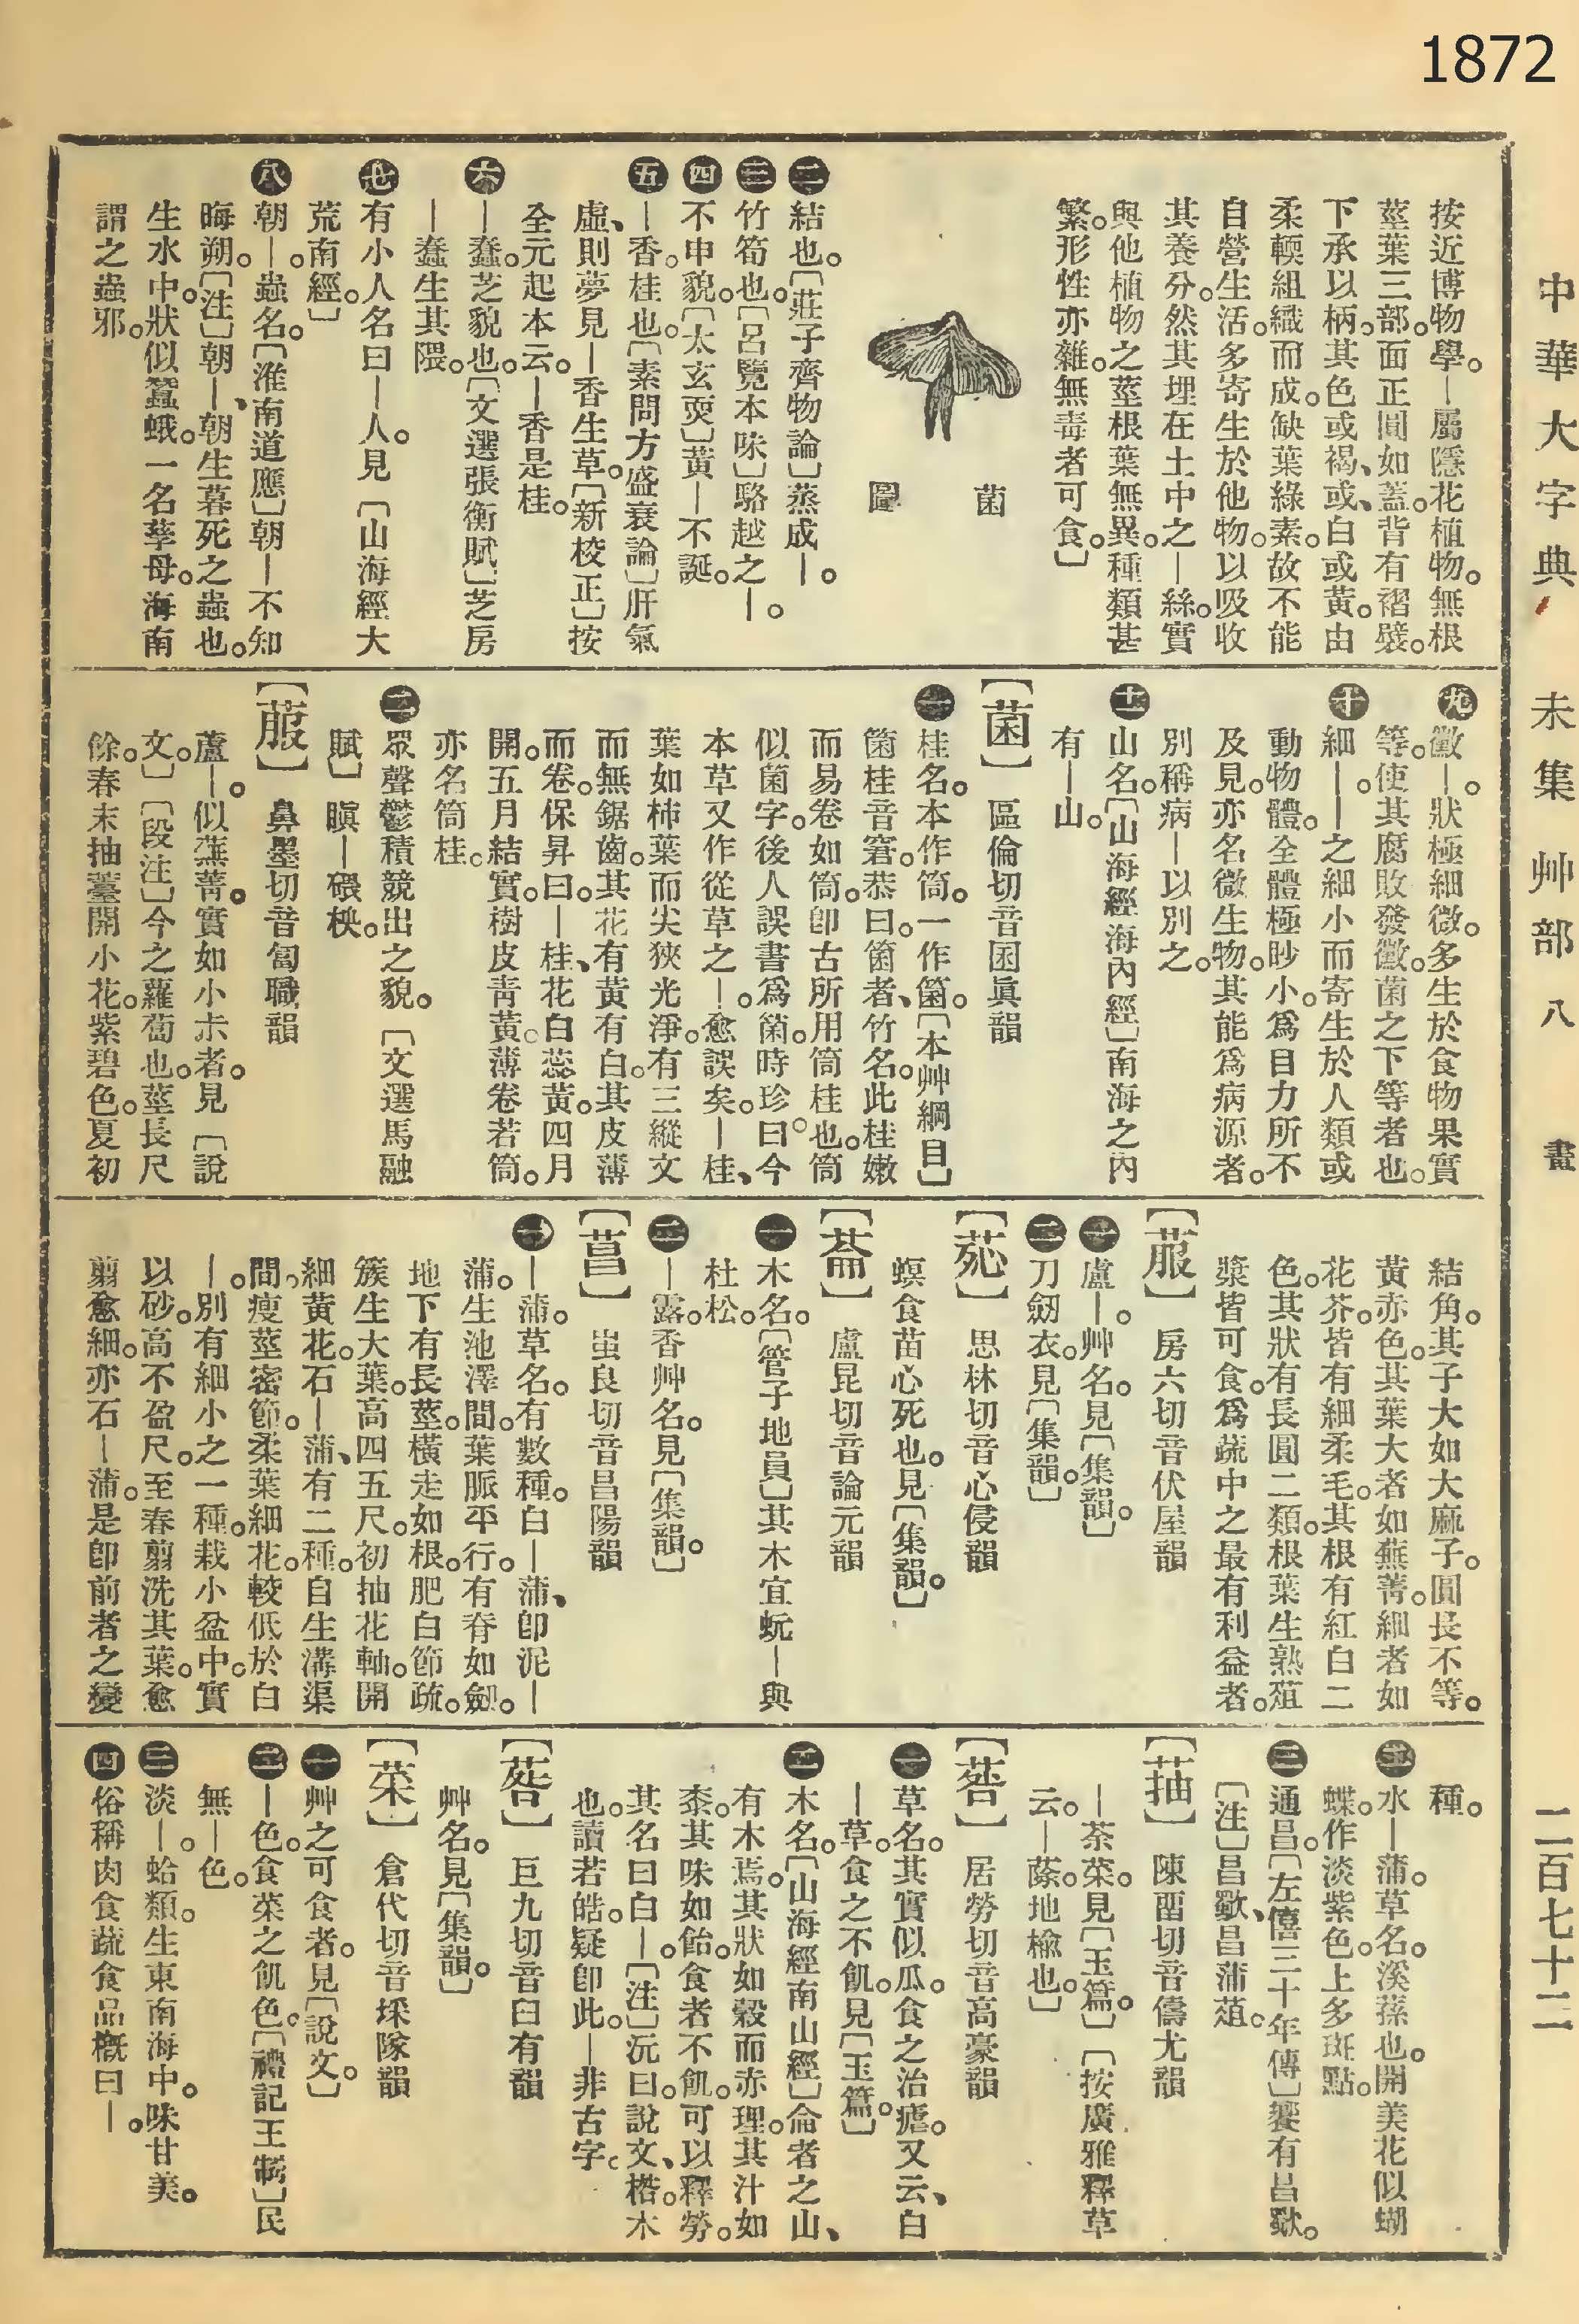 1872
中華大字典 未集 艸部 八畫 二百七十二
按近博物學。—屬隱花植物。無根
莖葉三部。面正圓如蓋。背有褶襞。
下承以柄。其色或褐、或白或黃。由
柔輭組織而成。缺葉綠素。故不能
自營生活。多寄生於他物。以吸收
其養分。然其埋在土中之—絲。實
與他植物之莖根葉無異。種類甚
繁。形性亦雜。無毒者可食。〕
菌
圖
二結也。〔莊子齊物論〕蒸成—。
三竹筍也。〔呂覽本味〕駱越之—。
四不申貌。〔太玄耎〕黃—不誕。
五—香。桂也。〔素問方盛衰論〕肝氣
虛、則夢見—香生草。〔新校正〕按
全元起本云。—香是桂。
六—蠢。芝貌也。〔文選張衡賦〕芝房
—蠢生其隈。
七有小人名曰—人。見〔山海經大
荒南經。〕
八朝—。蟲名。〔淮南道應〕朝—不知
晦朔。〔注〕朝—、朝生暮死之蟲也。
生水中。狀似蠶蛾。一名孳母。海南
謂之蟲邪。
九黴—。狀極細微。多生於食物果實
等。使其腐敗發黴。菌之下等者也。
十細—。—之細小而寄生於人類或
動物體。全體極眇小。爲目力所不
及見。亦名微生物。其能爲病源者。
別稱病—以別之。
十一山名。〔山海經海內經〕南海之內
有—山。
〔菌〕 區倫切音囷眞韻
一桂名。本作筒。一作箘。〔本艸綱目〕
箘桂音窘。恭曰。箘者、竹名。此桂嫩
而易卷如筒。卽古所用筒桂也。筒
似菌字。後人誤書爲箘。時珍曰。今
本草又作從草之—。愈誤矣。—桂、
葉如柿葉而尖狹光淨。有三縱文
而無鋸齒。其花有黃有白。其皮薄
而卷。保昇曰。—桂、花白蕊黃。四月
開。五月結實。樹皮靑黃。薄卷若筒。
亦名筒桂。
二眾聲鬱積競出之貌。〔文選馬融
賦〕瞋—碨柍。
〔菔〕 鼻墨切音匐職韻
蘆—。似蕪菁。實如小尗者。見〔說
文。〕〔段注〕今之蘿蔔也。莖長尺
餘。春末抽薹開小花。紫碧色。夏初
結角。其子大如大麻子。圓長不等。
黃赤色。其葉大者如蕪菁。細者如
花芥。皆有細柔毛。其根有紅白二
色。其狀有長圓二類。根葉生熟殖
漿皆可食。爲蔬中之最有利益者。
〔菔〕 房六切音伏屋韻
一盧—。艸名。見〔集韻。〕
二刀劒衣。見〔集韻。〕
〔䓄〕 思林切音心侵韻
螟食苗心死也。見〔集韻。〕
〔菕〕 盧昆切音論元韻
一木名。〔管子地員〕其木宜蚖—與
杜松。
二—露。香艸名。見〔集韻。〕
〔菖〕 蚩良切音昌陽韻
一—蒲。草名。有數種。白—蒲、卽泥—
蒲。生池澤間。葉脈平行。有脊如劒。
地下有長莖。橫走如根。肥白節疏。
簇生大葉。高四五尺。初抽花軸。開
細黃花。石—蒲、有二種。自生溝渠
間。瘦莖密節。柔葉細花。較低於白
—。別有細小之一種。栽小盆中。實
以砂。高不盈尺。至春翦洗其葉。愈
翦愈細。亦石—蒲。是卽前者之變
種。
二水—蒲。草名。溪蓀也。開美花似蝴
蝶。作淡紫色。上多斑點。
三通昌。〔左僖三十年傳〕饗有昌歜。
〔注〕昌歜、昌蒲葅。
〔菗〕 陳畱切音儔尤韻
—荼。菜。見〔玉篇。〕〔按廣雅釋草
云。—蒢。地楡也。〕
〔䓘〕 居勞切音高豪韻
一草名。其實似瓜。食之治瘧。又云、白
—草。食之不飢。見〔玉篇。〕
二木名。〔山海經南山經〕侖者之山、
有木焉。其狀如穀而赤理。其汁如
桼。其味如飴。食者不飢。可以釋勞。
其名曰白—。〔注〕沅曰。說文、楁木
也。讀若皓。疑卽此。—非古字。
〔䓘〕 巨九切音臼有韻
艸名。見〔集韻。〕
〔菜〕 倉代切音埰隊韻
一艸之可食者。見〔說文。〕
二—色。食菜之飢色。〔禮記王制〕民
無—色。
三淡—。蛤類。生東南海中。味甘美。
四俗稱肉食蔬食品槪曰—。